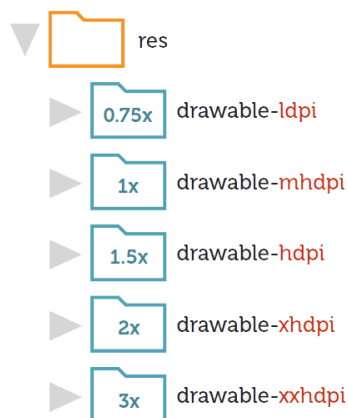 res
0.75x drawable-ldpi
1x drawable-mhdpi
1.5x drawable-hdpi
2x drawable-xhdpi
3x drawable-xxhdpi